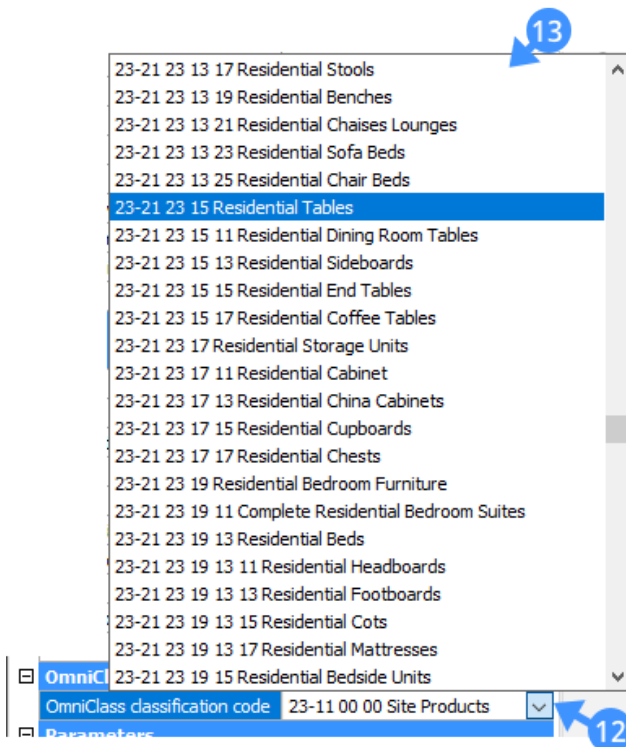 13
23-21 23 13 17 Residential Stools
23-21 23 13 19 Residential Benches
23-21 23 13 21 Residential Chaises Lounges
23-21 23 13 23 Residential Sofa Beds
23-21 23 13 25 Residential Chair Beds
23-21 23 15 Residential Tables
23-21 23 15 11 Residential Dining Room Tables
23-21 23 15 13 Residential Sideboards
23-21 23 15 15 Residential End Tables
23-21 23 15 17 Residential Coffee Tables
23-21 23 17 Residential Storage Units
23-21 23 17 11 Residential Cabinet
23-21 23 17 13 Residential China Cabinets
23-21 23 17 15 Residential Cupboards
23-21 23 17 17 Residential Chests
23-21 23 19 Residential Bedroom Furniture
23-21 23 19 11 Complete Residential Bedroom Suites
23-21 23 19 13 Residential Beds
23-21 23 19 13 11 Residential Headboards
23-21 23 19 13 13 Residential Footboards
23-21 23 19 13 15 Residential Cots
23-21 23 19 13 17 Residential Mattresses
OmniCl 23-21 23 19 15 Residential Bedside Units
OmniClass classification code 23-11 00 00 Site Products
Parameters 12